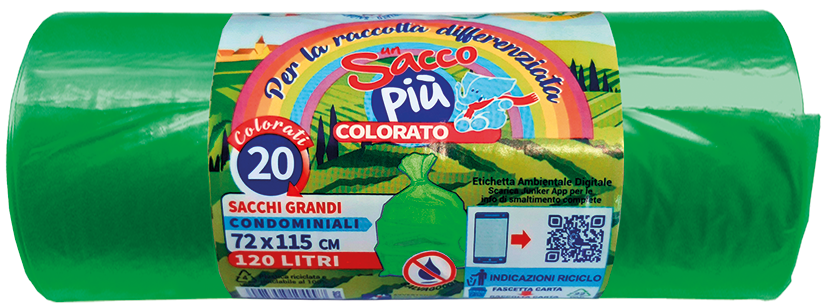 Per la raccolta differenziata
un
Sacco
più
COLORATO
Colorati
20
SACCHI GRANDI
CONDOMINIALI
72x115 CM
120 LITRI
Etichetta Ambientale Digitale
Scarica Junker App per le
info di smaltimento complete
INDICAZIONI RICICLO
FASCETTA CARTA